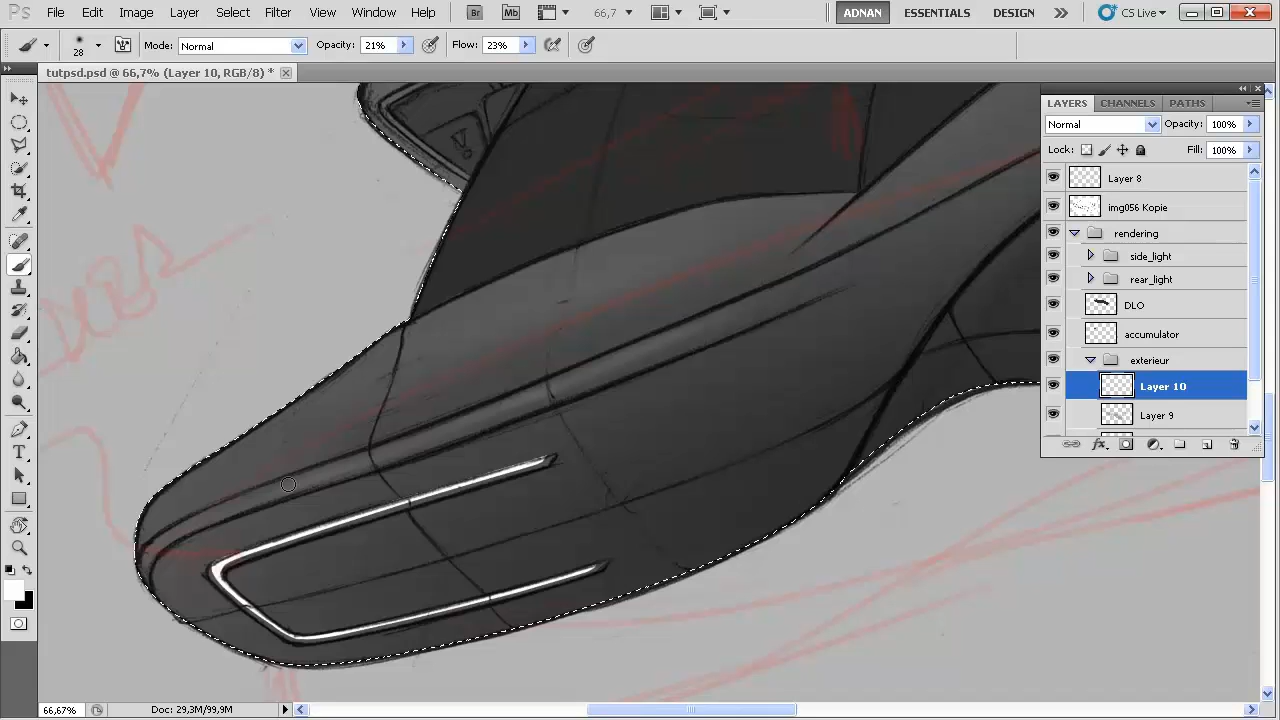 File Edit Image Layer Select Filter Analysis View Window Help Br Mb 66,7 ADNAN ESSENTIALS DESIGN CS Live
28 Mode: Normal Opacity: 21% Flow: 23%
tutpsd.psd @ 66,7% (Layer 10, RGB/8) *
LAYERS CHANNELS PATHS
Normal Opacity: 100%
Lock: Fill: 100%
Layer 8
img056 Kopie
rendering
side_light
rear_light
DLO
accumulator
exterieur
Layer 10
Layer 9
66,67% Doc: 29,3M/99,9M